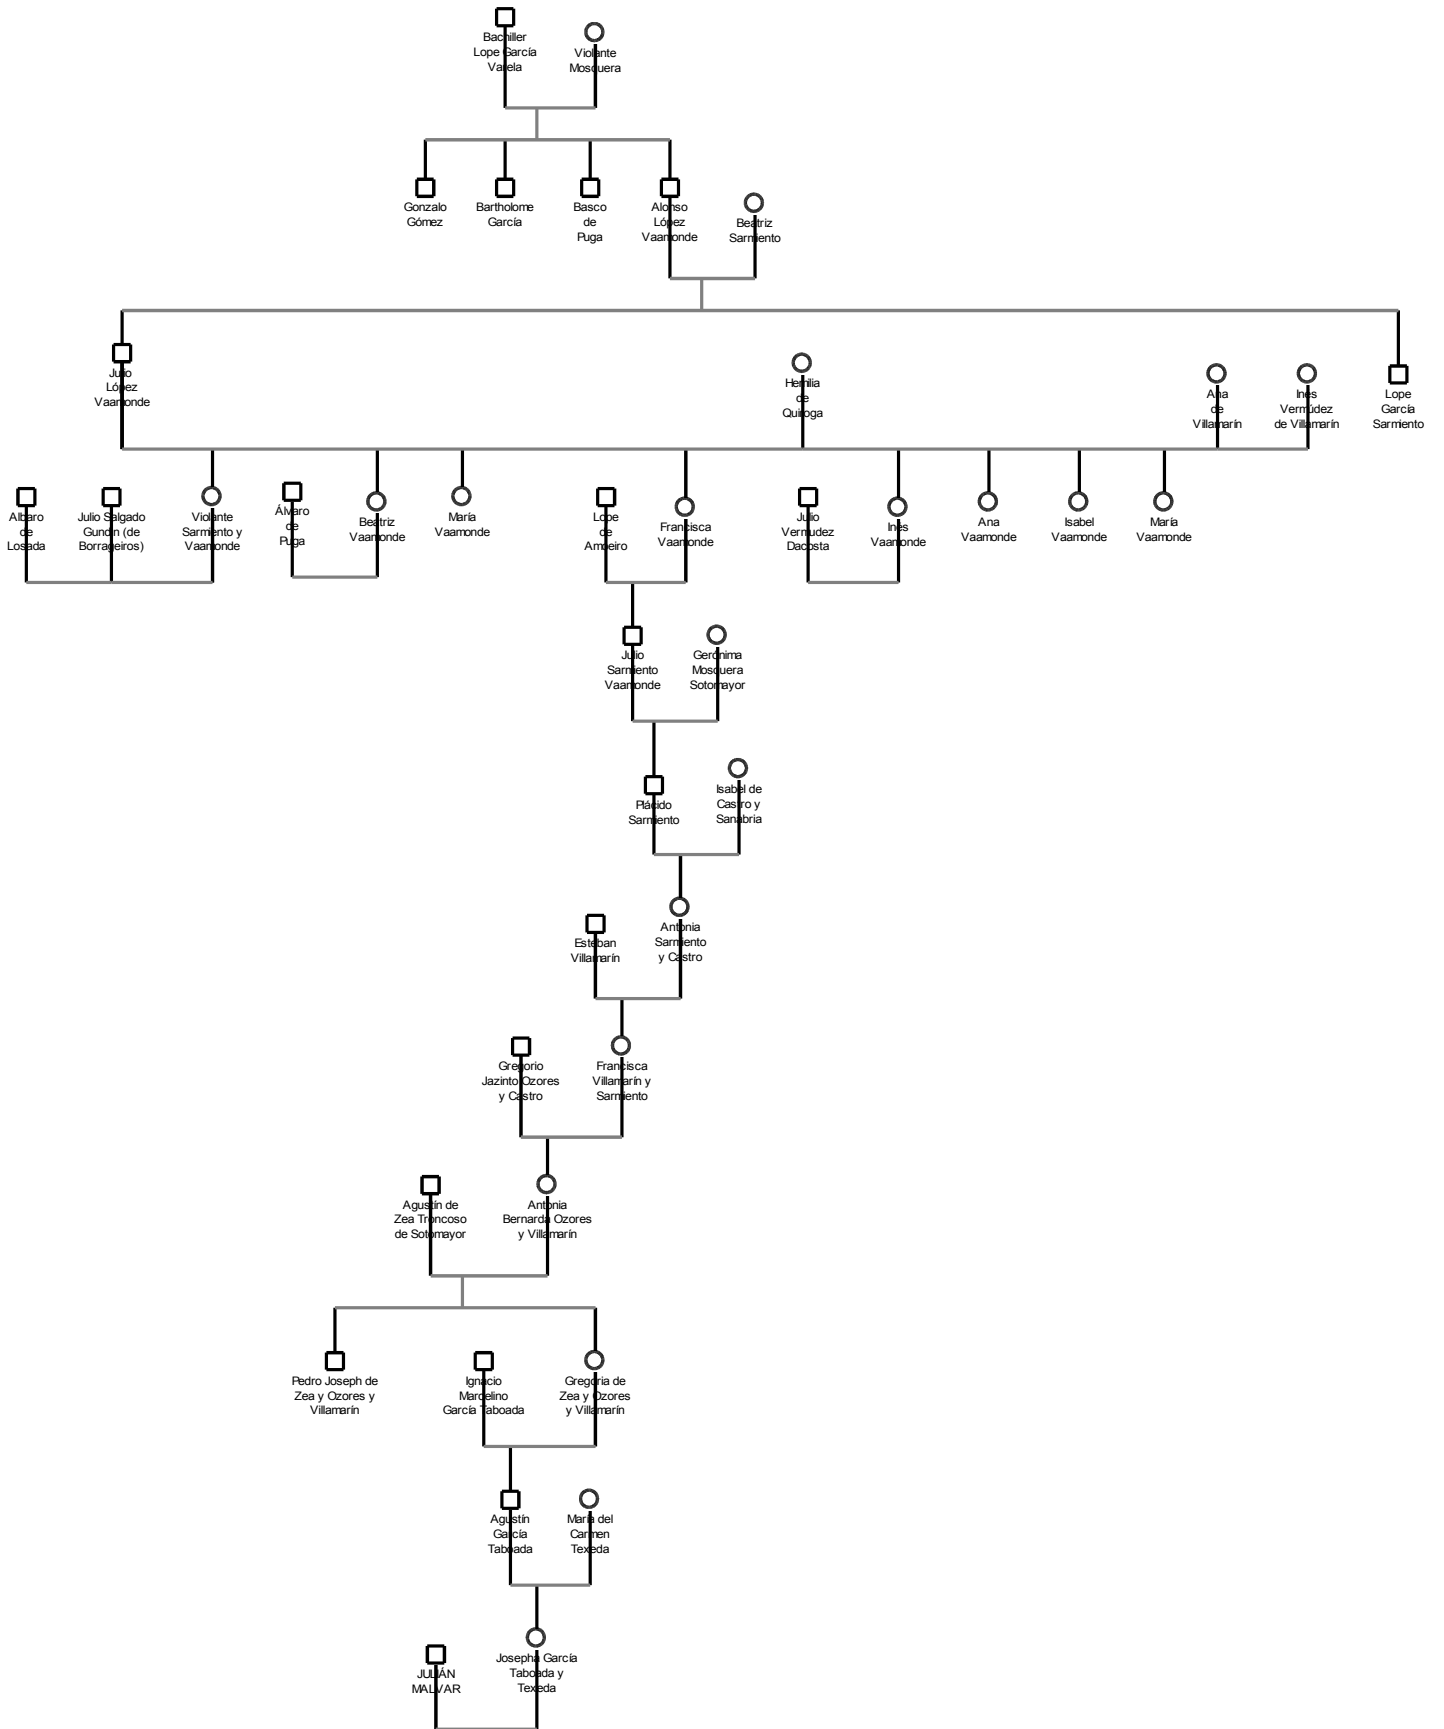 Bachiller
Lope García
Varela
Violante
Mosquera
Gonzalo
Gómez
Bartholome
García
Basco
de
Puga
Alonso
López
Vaamonde
Beatriz
Sarmiento
Julio
López
Vaamonde
Hemilia
de
Quiroga
Ana
de
Villamarín
Inés
Vermúdez
de Villamarín
Lope
García
Sarmiento
Albaro
de
Losada
Julio Salgado
Gundín (de
Borrageiros)
Violante
Sarmiento y
Vaamonde
Álvaro
de
Puga
Beatriz
Vaamonde
María
Vaamonde
Lope
de
Amoeiro
Francisca
Vaamonde
Julio
Vermudez
Dacosta
Inés
Vaamonde
Ana
Vaamonde
Isabel
Vaamonde
María
Vaamonde
Julio
Sarmiento
Vaamonde
Gerónima
Mosquera
Sotomayor
Plácido
Sarmiento
Isabel de
Castro y
Sanabria
Esteban
Villamarín
Antonia
Sarmiento
y Castro
Gregorio
Jazinto Ozores
y Castro
Francisca
Villamarín y
Sarmiento
Agustín de
Zea Troncoso
de Sotomayor
Antonia
Bernarda Ozores
y Villamarín
Pedro Joseph de
Zea y Ozores y
Villamarín
Ignacio
Marcelino
García Taboada
Gregoria de
Zea y Ozores
y Villamarín
Agustín
García
Taboada
María del
Carmen
Texeda
JULIÁN
MALVAR
Josepha García
Taboada y
Texeda